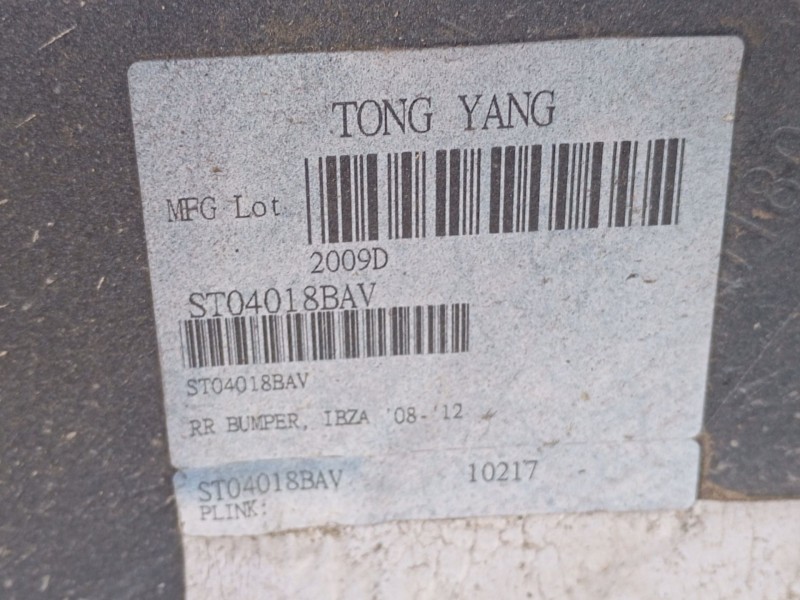 TONG YANG
MFG Lot
2009D
ST04018BAV
ST04018BAV
RR BUMPER, IBZA '08-'12
ST04018BAV 10217
PLINK: